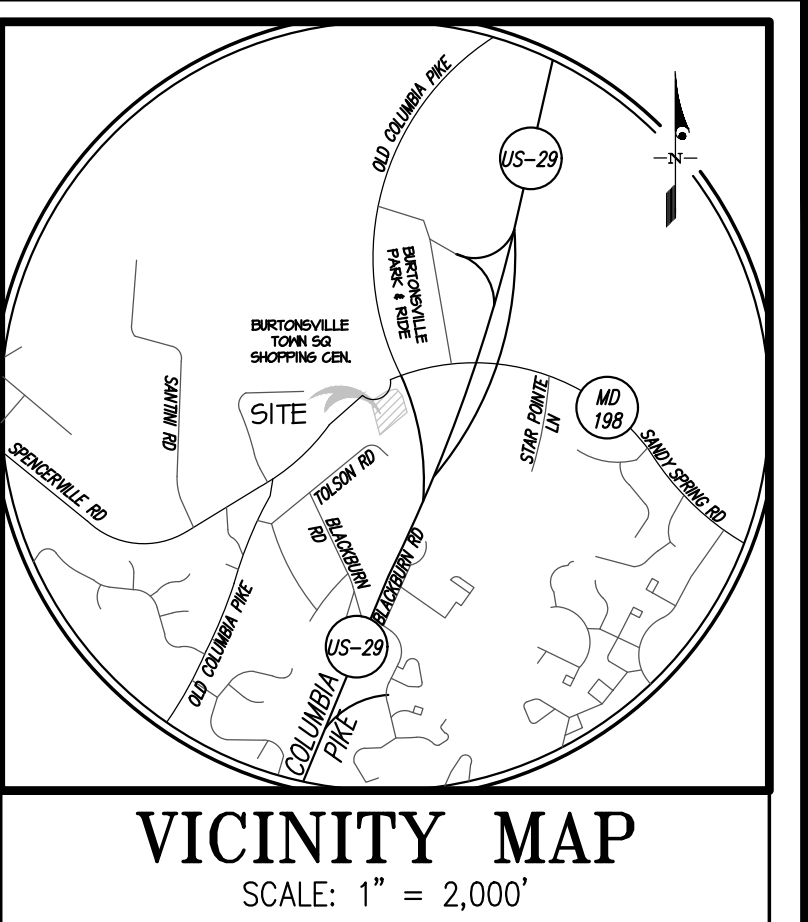 OLD COLUMBIA PIKE
US-29
N
BURTONSVILLE
PARK & RIDE
BURTONSVILLE
TOWN SQ
SHOPPING CEN.
SITE
SANTINI RD
STAR POINTE
LN
MD
198
SANDY SPRING RD
SPENCERVILLE RD
TOLSON RD
BLACKBURN
RD
BLACKBURN RD
OLD COLUMBIA PIKE
US-29
COLUMBIA
PIKE
VICINITY MAP
SCALE: 1" = 2,000'